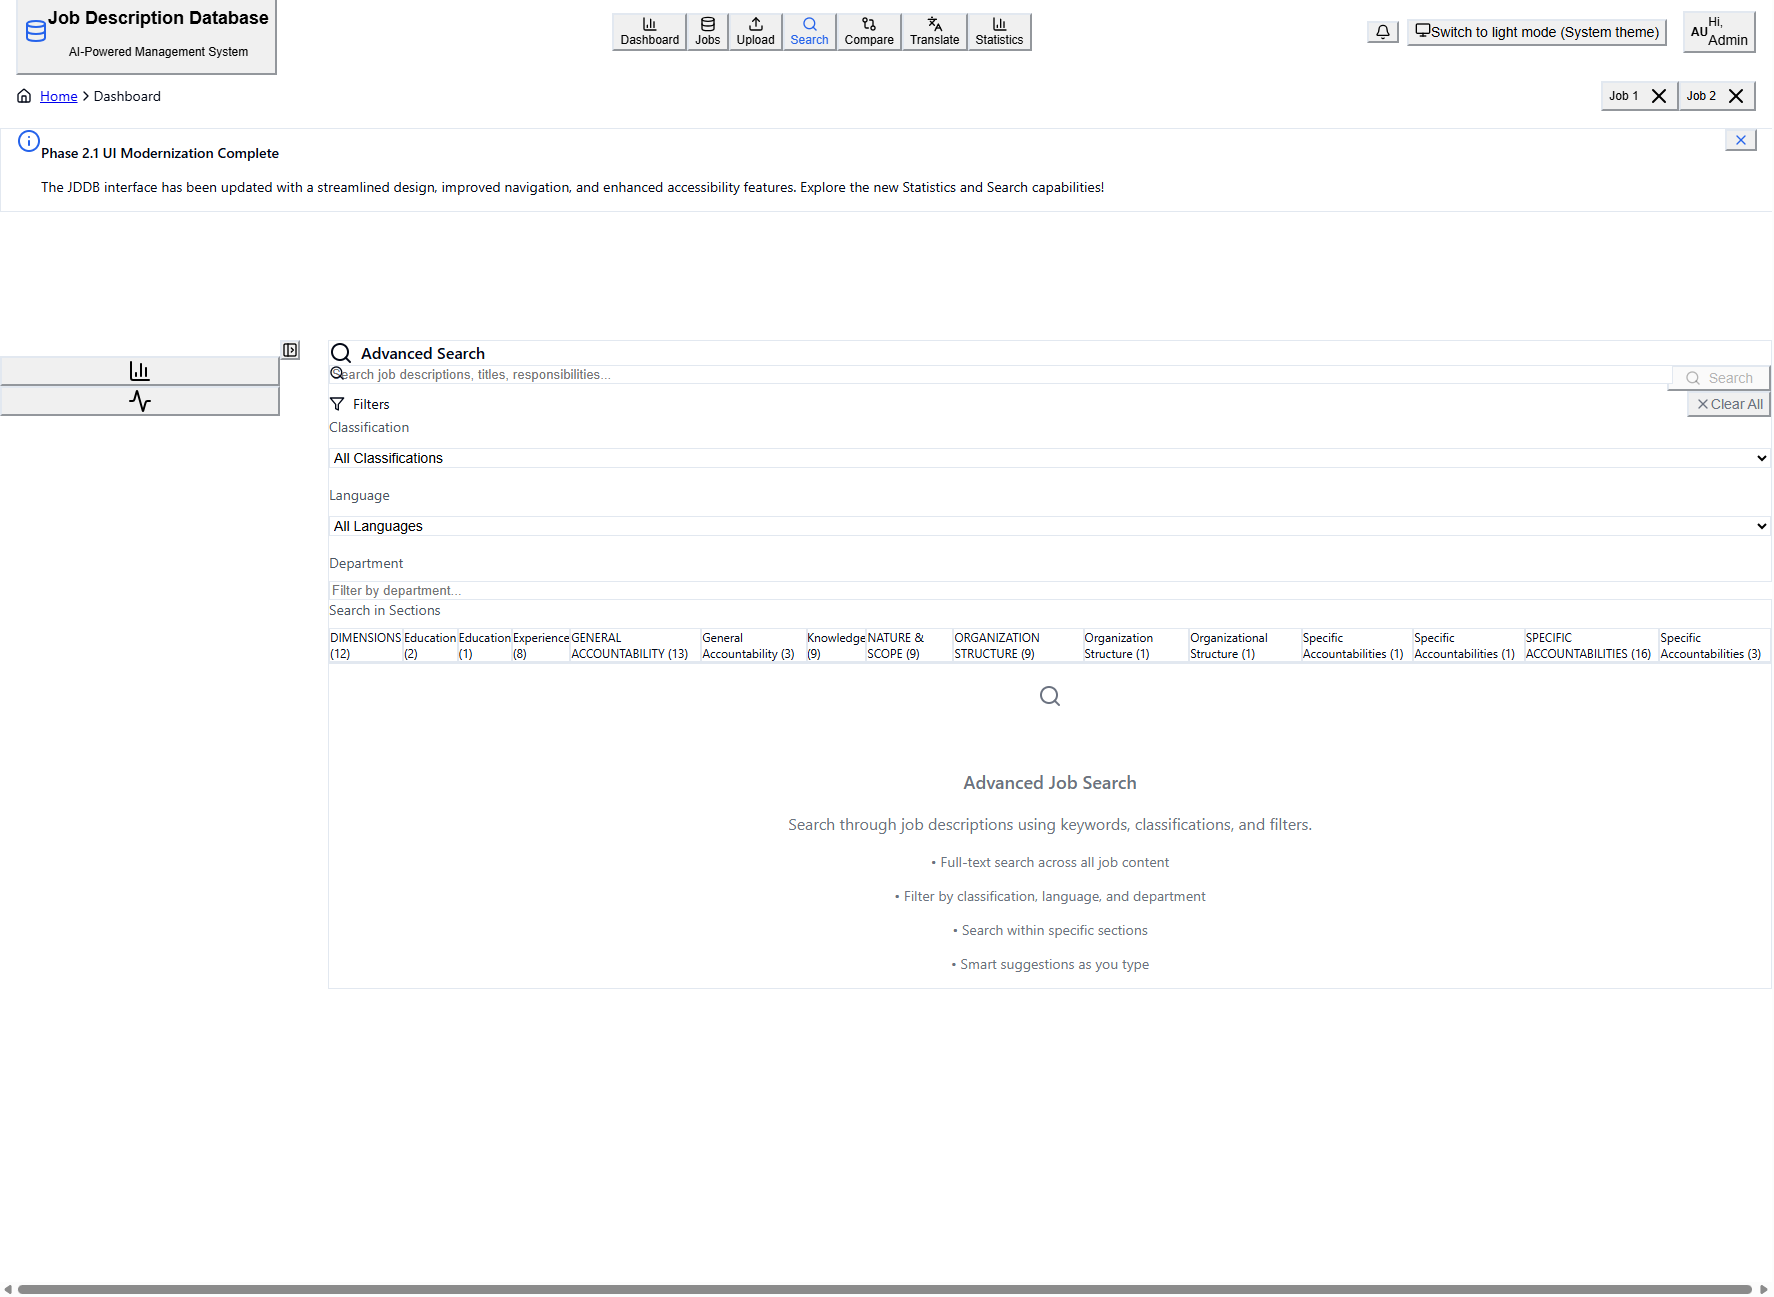 Job Description Database
AI-Powered Management System
Dashboard
Jobs
Upload
Search
Compare
Translate
Statistics
Switch to light mode (System theme)
AU
Hi,
Admin
Home
Dashboard
Job 1
Job 2
Phase 2.1 UI Modernization Complete
The JDDB interface has been updated with a streamlined design, improved navigation, and enhanced accessibility features. Explore the new Statistics and Search capabilities!
Advanced Search
Search job descriptions, titles, responsibilities...
Search
Filters
Clear All
Classification
All Classifications
Language
All Languages
Department
Filter by department...
Search in Sections
DIMENSIONS
(12)
Education
(2)
Education
(1)
Experience
(8)
GENERAL
ACCOUNTABILITY (13)
General
Accountability (3)
Knowledge
(9)
NATURE &
SCOPE (9)
ORGANIZATION
STRUCTURE (9)
Organization
Structure (1)
Organizational
Structure (1)
Specific
Accountabilities (1)
Specific
Accountabilities (1)
SPECIFIC
ACCOUNTABILITIES (16)
Specific
Accountabilities (3)
Advanced Job Search
Search through job descriptions using keywords, classifications, and filters.
• Full-text search across all job content
• Filter by classification, language, and department
• Search within specific sections
• Smart suggestions as you type